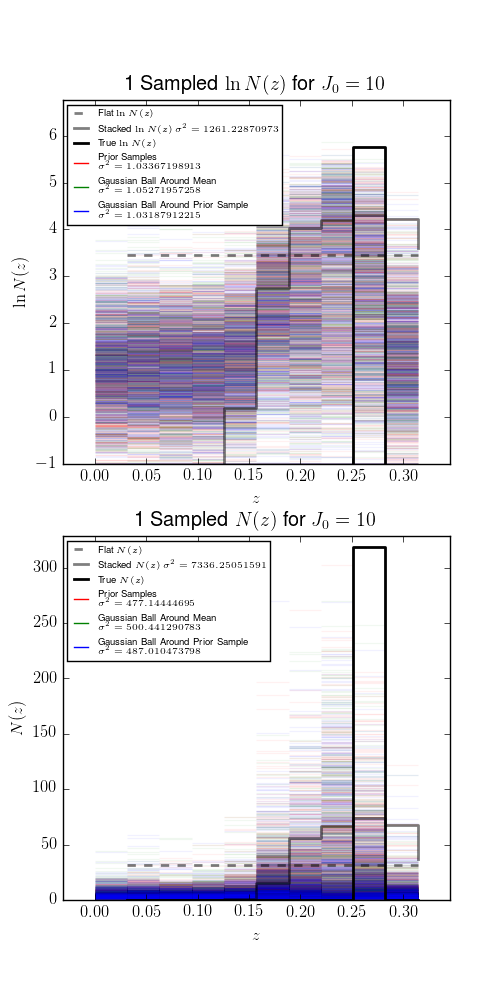 1 Sampled ln N(z) for J₀ = 10
Flat ln N(z)
Stacked ln N(z) σ² = 1261.22870973
True ln N(z)
Prior Samples
σ² = 1.03367198913
Gaussian Ball Around Mean
σ² = 1.05271957258
Gaussian Ball Around Prior Sample
σ² = 1.03187912215
ln N(z)
6
5
4
3
2
1
0
−1
0.00 0.05 0.10 0.15 0.20 0.25 0.30
z
1 Sampled N(z) for J₀ = 10
Flat N(z)
Stacked N(z) σ² = 7336.25051591
True N(z)
Prior Samples
σ² = 477.14444695
Gaussian Ball Around Mean
σ² = 500.441290783
Gaussian Ball Around Prior Sample
σ² = 487.010473798
N(z)
300
250
200
150
100
50
0
0.00 0.05 0.10 0.15 0.20 0.25 0.30
z